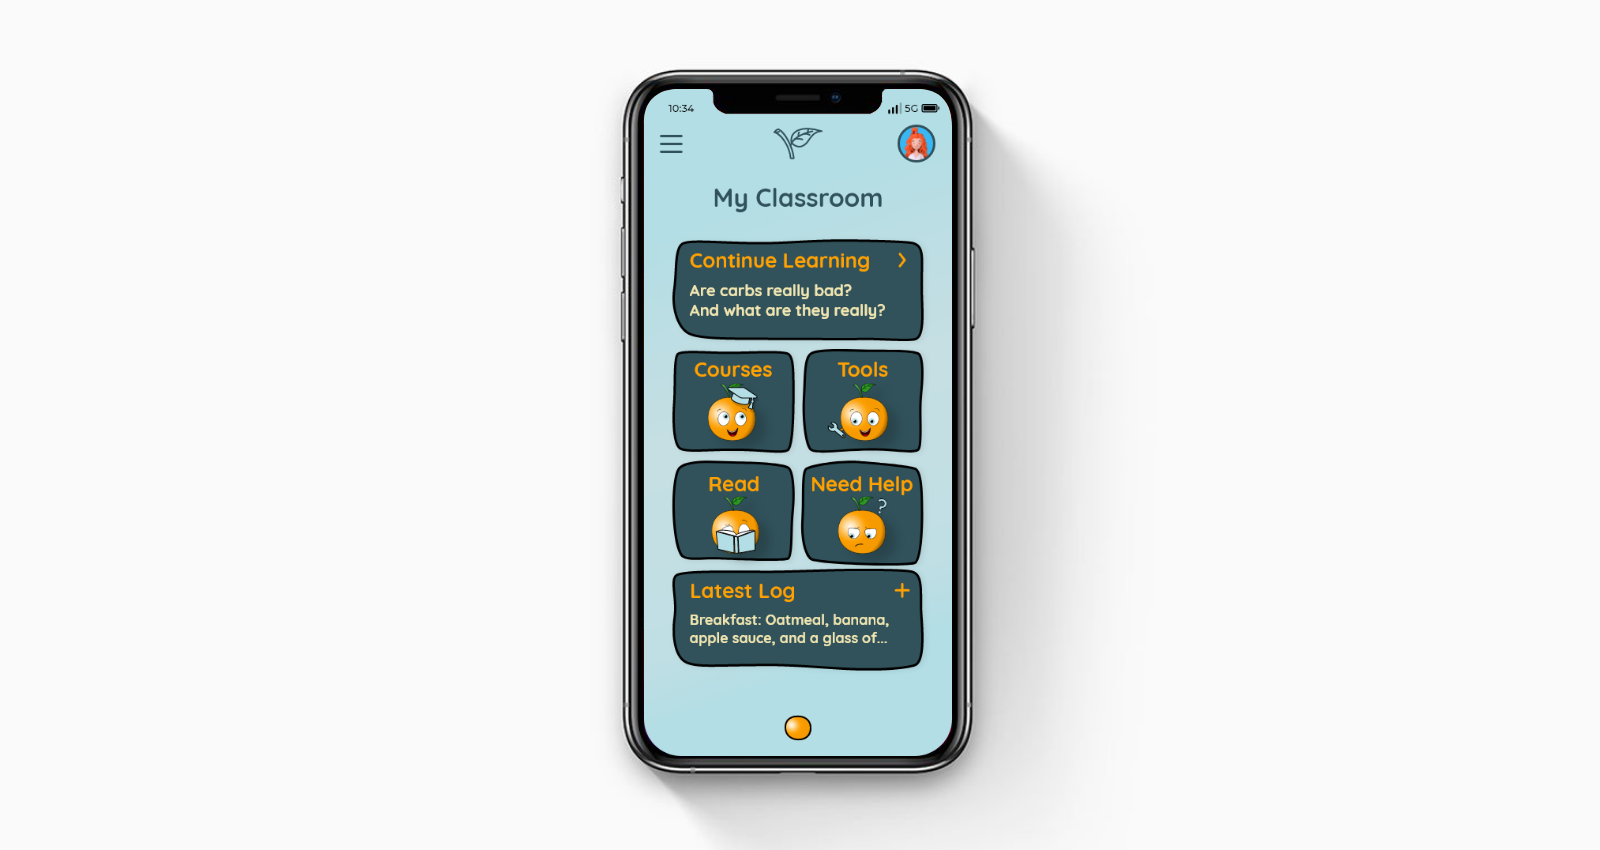 10:34
5G
My Classroom
Continue Learning
Are carbs really bad?
And what are they really?
Courses
Tools
Read
Need Help
?
Latest Log
Breakfast: Oatmeal, banana,
apple sauce, and a glass of...